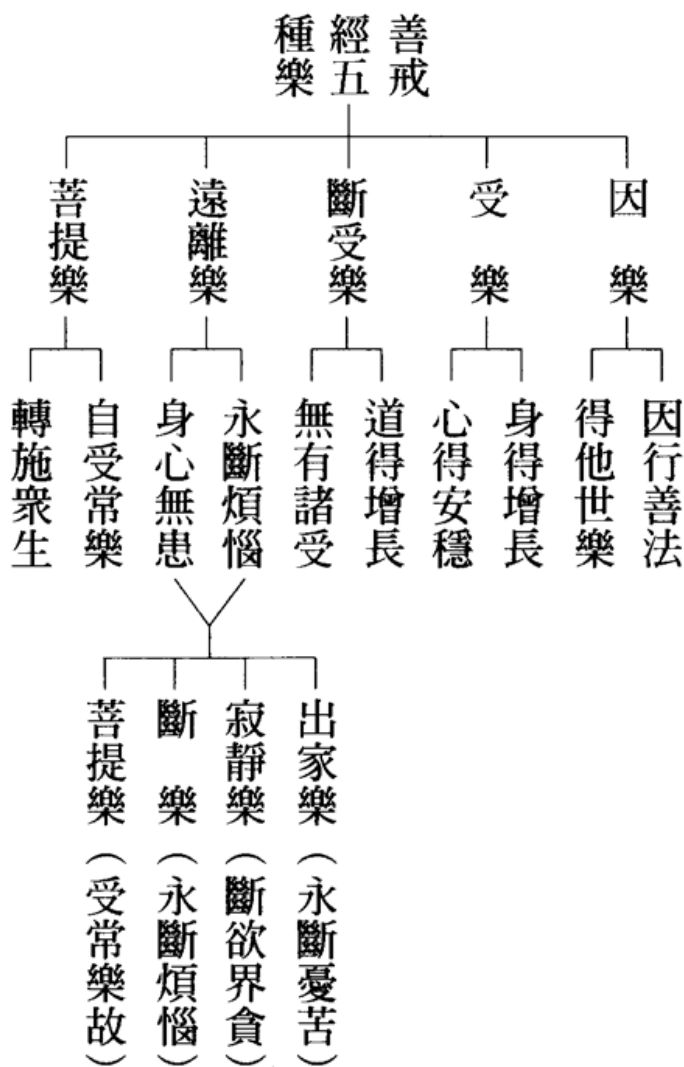 善戒
經五
種樂
因樂
受樂
斷受樂
遠離樂
菩提樂
因行善法
得他世樂
身得增長
心得安穩
道得增長
無有諸受
永斷煩惱
身心無患
自受常樂
轉施衆生
出家樂（永斷憂苦）
寂靜樂（斷欲界貪）
斷樂（永斷煩惱）
菩提樂（受常樂故）